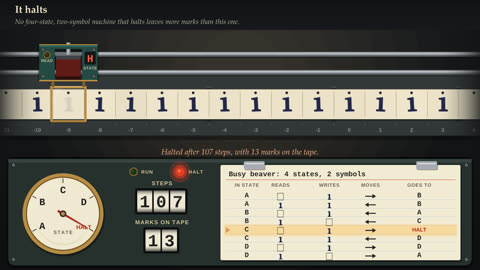 It halts
No four-state, two-symbol machine that halts leaves more marks than this one.
READ
H
STATE
1 1 1 1 1 1 1 1 1 1 1 1 1
-10 -9 -8 -7 -6 -5 -4 -3 -2 -1 0 1 2 3
Halted after 107 steps, with 13 marks on the tape.
RUN HALT
STEPS
107
MARKS ON TAPE
13
A B C D HALT
STATE
Busy beaver: 4 states, 2 symbols
IN STATE READS WRITES MOVES GOES TO
A □ 1 → B
A 1 1 ← B
B □ 1 ← A
B 1 □ ← C
C □ 1 → HALT
C 1 1 ← D
D □ 1 → D
D 1 □ → A